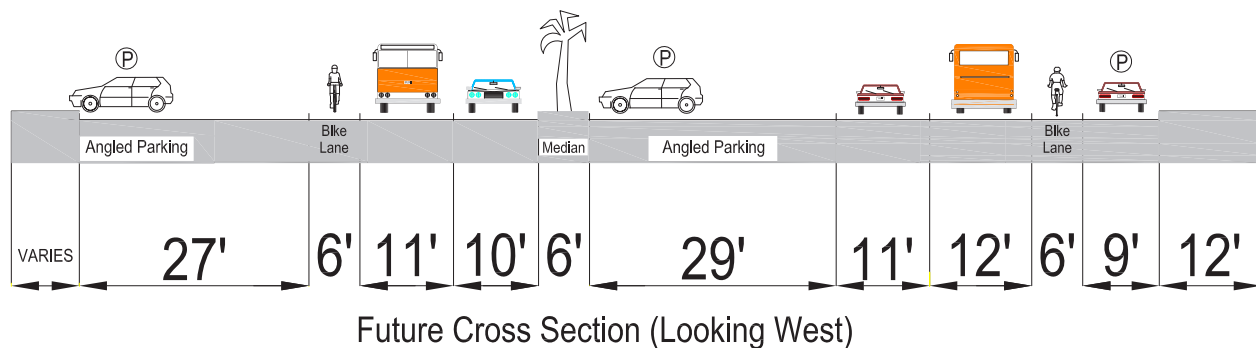 P
P
P
Bike
Lane
Bike
Lane
Angled Parking
Median
Angled Parking
VARIES
27'
6'
11'
10'
6'
29'
11'
12'
6'
9'
12'
Future Cross Section (Looking West)